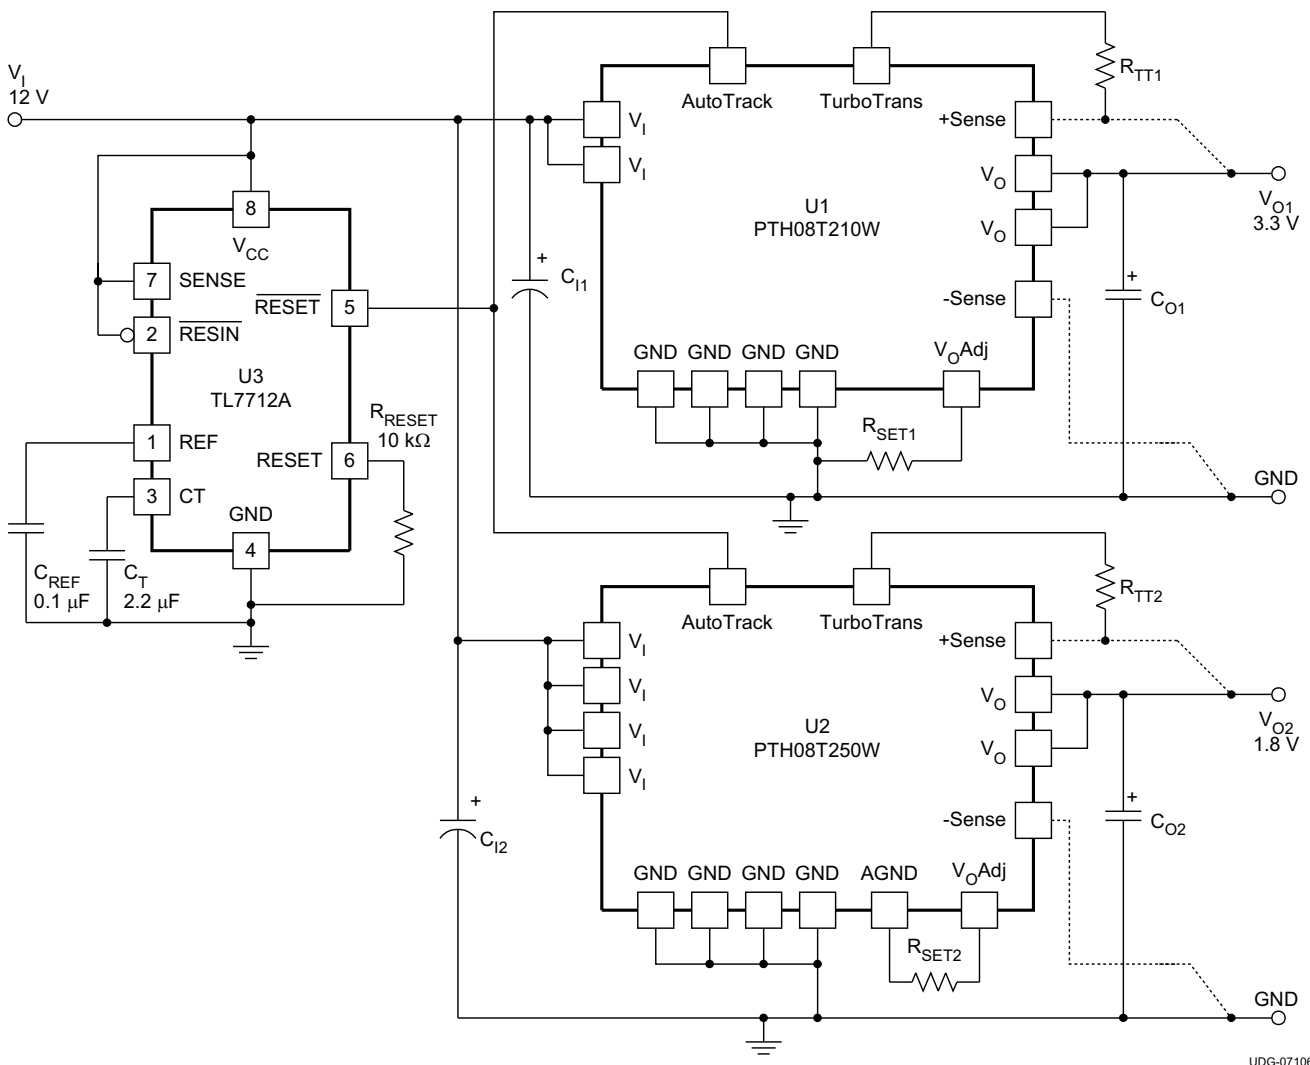 V_I
12 V
AutoTrack
TurboTrans
R_TT1
V_I
V_I
+Sense
V_O
V_O
U1
PTH08T210W
V_O1
3.3 V
8
V_CC
7 SENSE
RESET 5
2 RESIN
+
C_I1
-Sense
+
C_O1
GND GND GND GND V_OAdj
U3
TL7712A
R_RESET
10 kΩ
1 REF
RESET 6
R_SET1
3 CT
GND
4
GND
C_REF
0.1 μF
C_T
2.2 μF
AutoTrack
TurboTrans
R_TT2
V_I
V_I
V_I
V_I
+Sense
V_O
V_O
U2
PTH08T250W
V_O2
1.8 V
+
C_I2
-Sense
+
C_O2
GND GND GND GND AGND V_OAdj
R_SET2
GND
UDG-07106